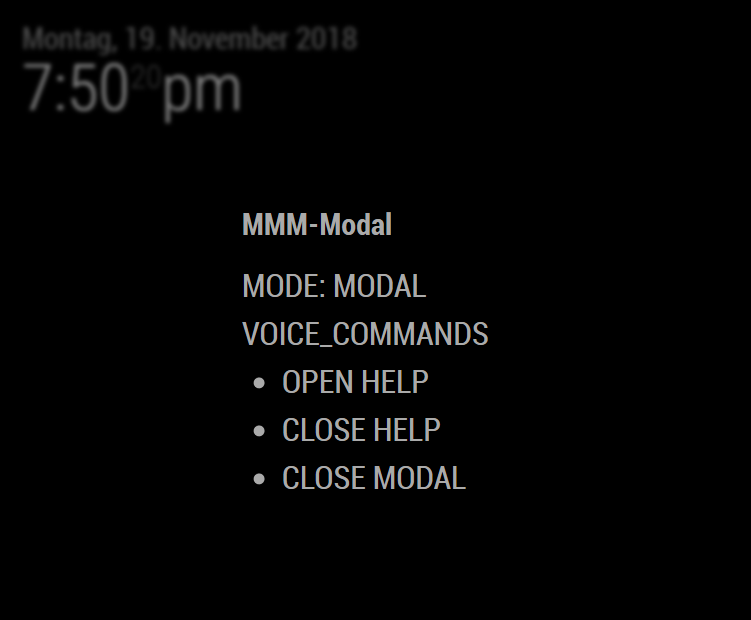 Montag, 19. November 2018
7:5020pm
MMM-Modal
MODE: MODAL
VOICE_COMMANDS
• OPEN HELP
• CLOSE HELP
• CLOSE MODAL